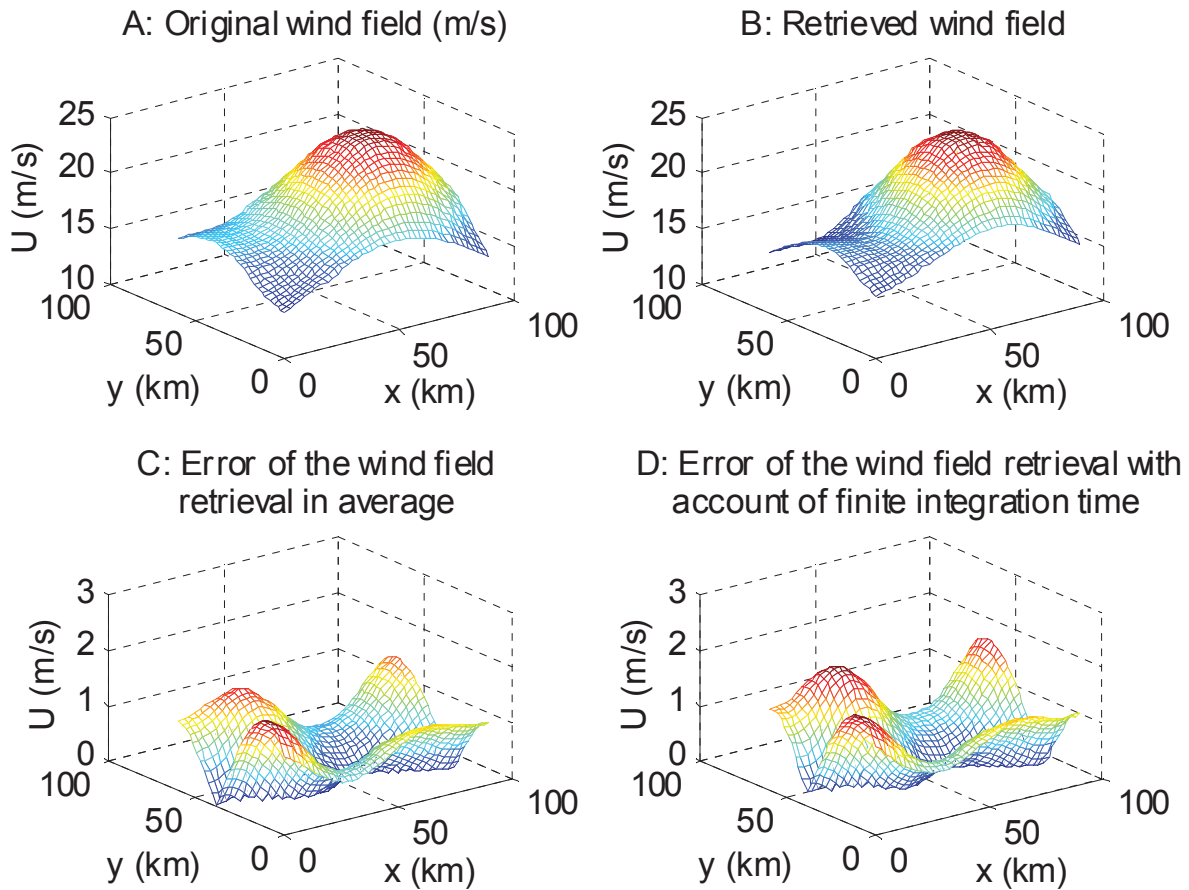 A: Original wind field (m/s)
25
20
15
10
U (m/s)
100
50
0
y (km)
0
50
100
x (km)
B: Retrieved wind field
25
20
15
10
U (m/s)
100
50
0
y (km)
0
50
100
x (km)
C: Error of the wind field
retrieval in average
3
2
1
0
U (m/s)
100
50
0
y (km)
0
50
100
x (km)
D: Error of the wind field retrieval with
account of finite integration time
3
2
1
0
U (m/s)
100
50
0
y (km)
0
50
100
x (km)